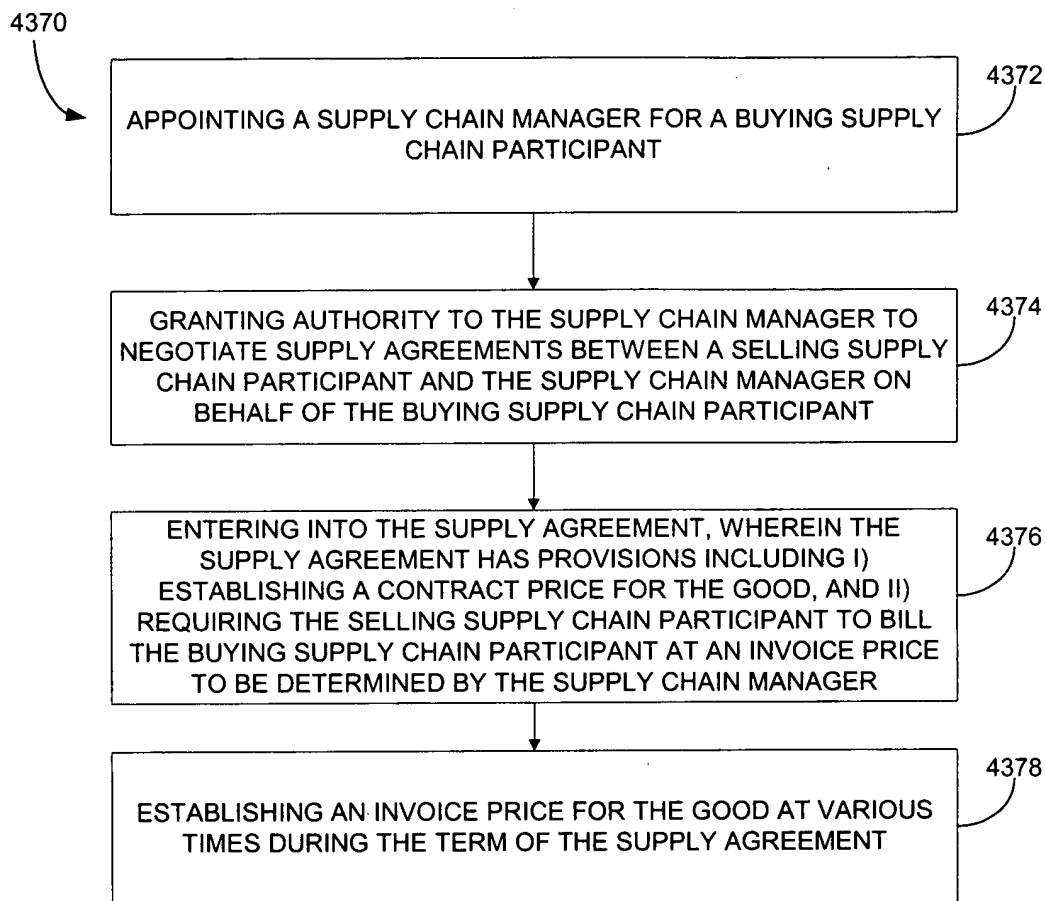 4370
4372
APPOINTING A SUPPLY CHAIN MANAGER FOR A BUYING SUPPLY
CHAIN PARTICIPANT
4374
GRANTING AUTHORITY TO THE SUPPLY CHAIN MANAGER TO
NEGOTIATE SUPPLY AGREEMENTS BETWEEN A SELLING SUPPLY
CHAIN PARTICIPANT AND THE SUPPLY CHAIN MANAGER ON
BEHALF OF THE BUYING SUPPLY CHAIN PARTICIPANT
4376
ENTERING INTO THE SUPPLY AGREEMENT, WHEREIN THE
SUPPLY AGREEMENT HAS PROVISIONS INCLUDING I)
ESTABLISHING A CONTRACT PRICE FOR THE GOOD, AND II)
REQUIRING THE SELLING SUPPLY CHAIN PARTICIPANT TO BILL
THE BUYING SUPPLY CHAIN PARTICIPANT AT AN INVOICE PRICE
TO BE DETERMINED BY THE SUPPLY CHAIN MANAGER
4378
ESTABLISHING AN INVOICE PRICE FOR THE GOOD AT VARIOUS
TIMES DURING THE TERM OF THE SUPPLY AGREEMENT